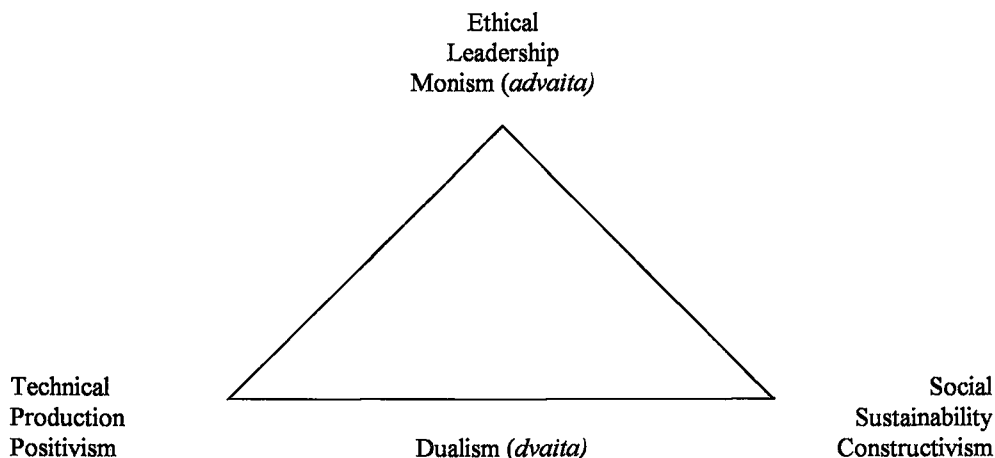 Ethical
Leadership
Monism (advaita)
Technical
Production
Positivism
Dualism (dvaita)
Social
Sustainability
Constructivism